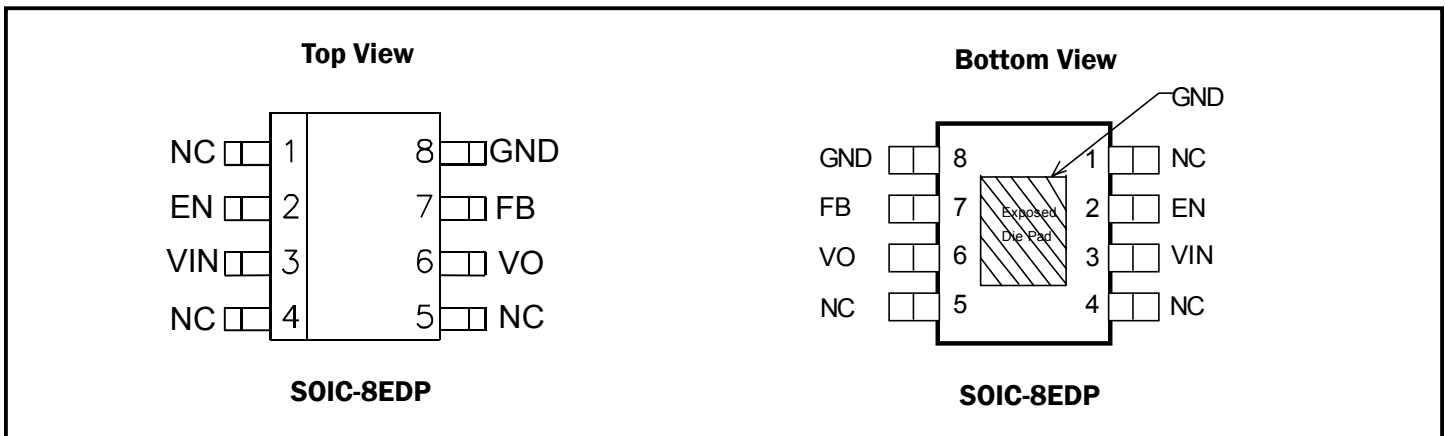 Top View
NC 1 8 GND
EN 2 7 FB
VIN 3 6 VO
NC 4 5 NC
SOIC-8EDP
Bottom View
GND
GND 8 1 NC
FB 7 Exposed 2 EN
Die Pad
VO 6 3 VIN
NC 5 4 NC
SOIC-8EDP